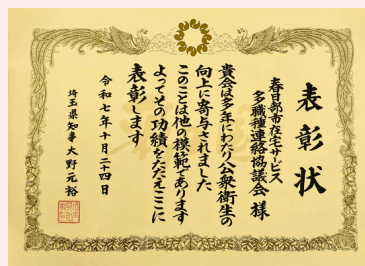 表彰状
春日部市在宅サービス
多職種連絡協議会 様
貴会は多年にわたり公衆衛生の
向上に寄与されました
このことは他の模範であります
よってその功績をたたえここに
表彰します
令和七年十月二十四日
埼玉県知事 大野元裕